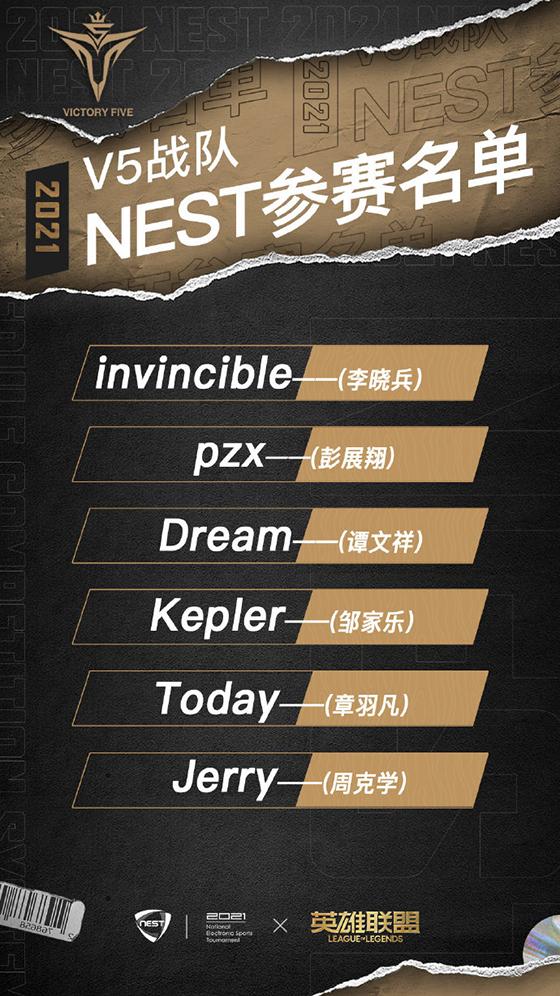 VICTORY FIVE
2021
V5战队
NEST参赛名单
2021
invincible——(李晓兵)
pzx——(彭展翔)
Dream——(谭文祥)
Kepler——(邹家乐)
Today——(章羽凡)
Jerry——(周克学)
NEST
2021
National
Electronic Sports
Tournament
×
英雄联盟
LEAGUE OF LEGENDS